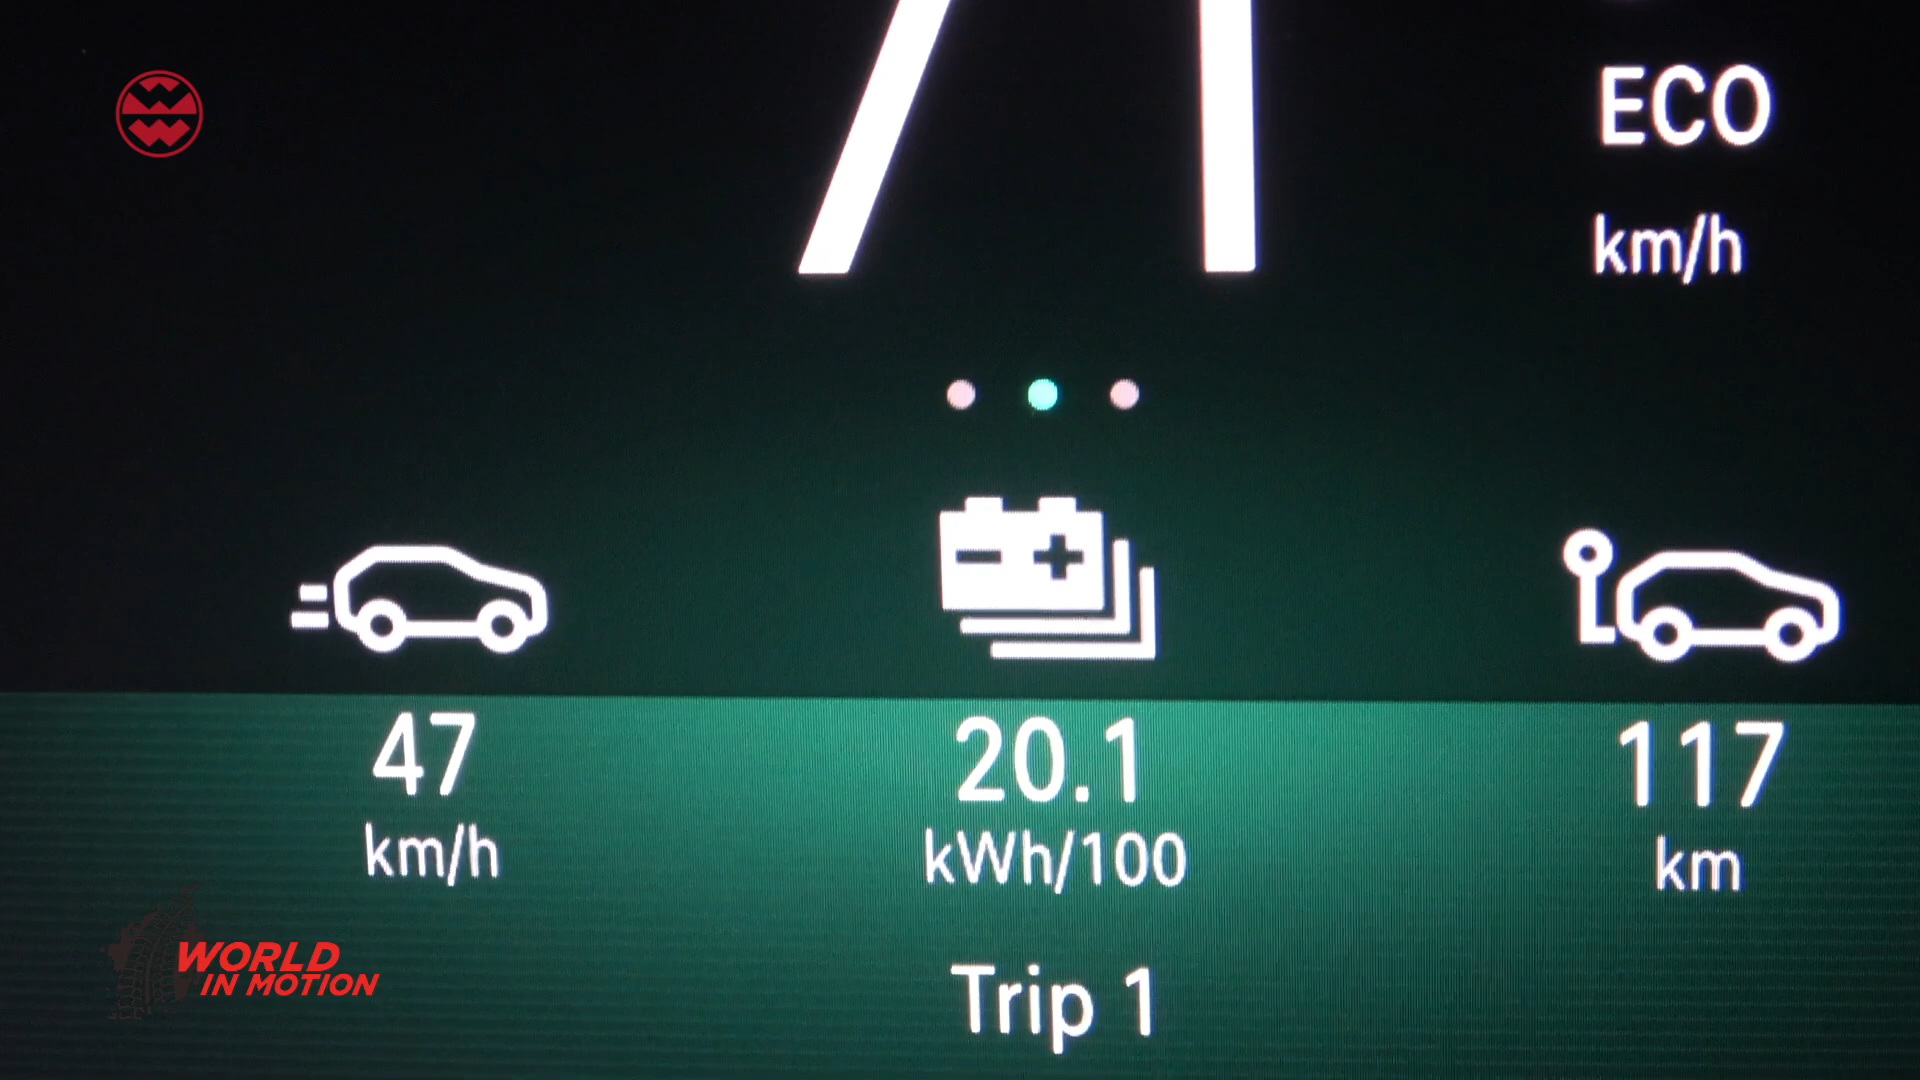 ECO
km/h
47
km/h
20.1
kWh/100
117
km
Trip 1
WORLD
IN MOTION